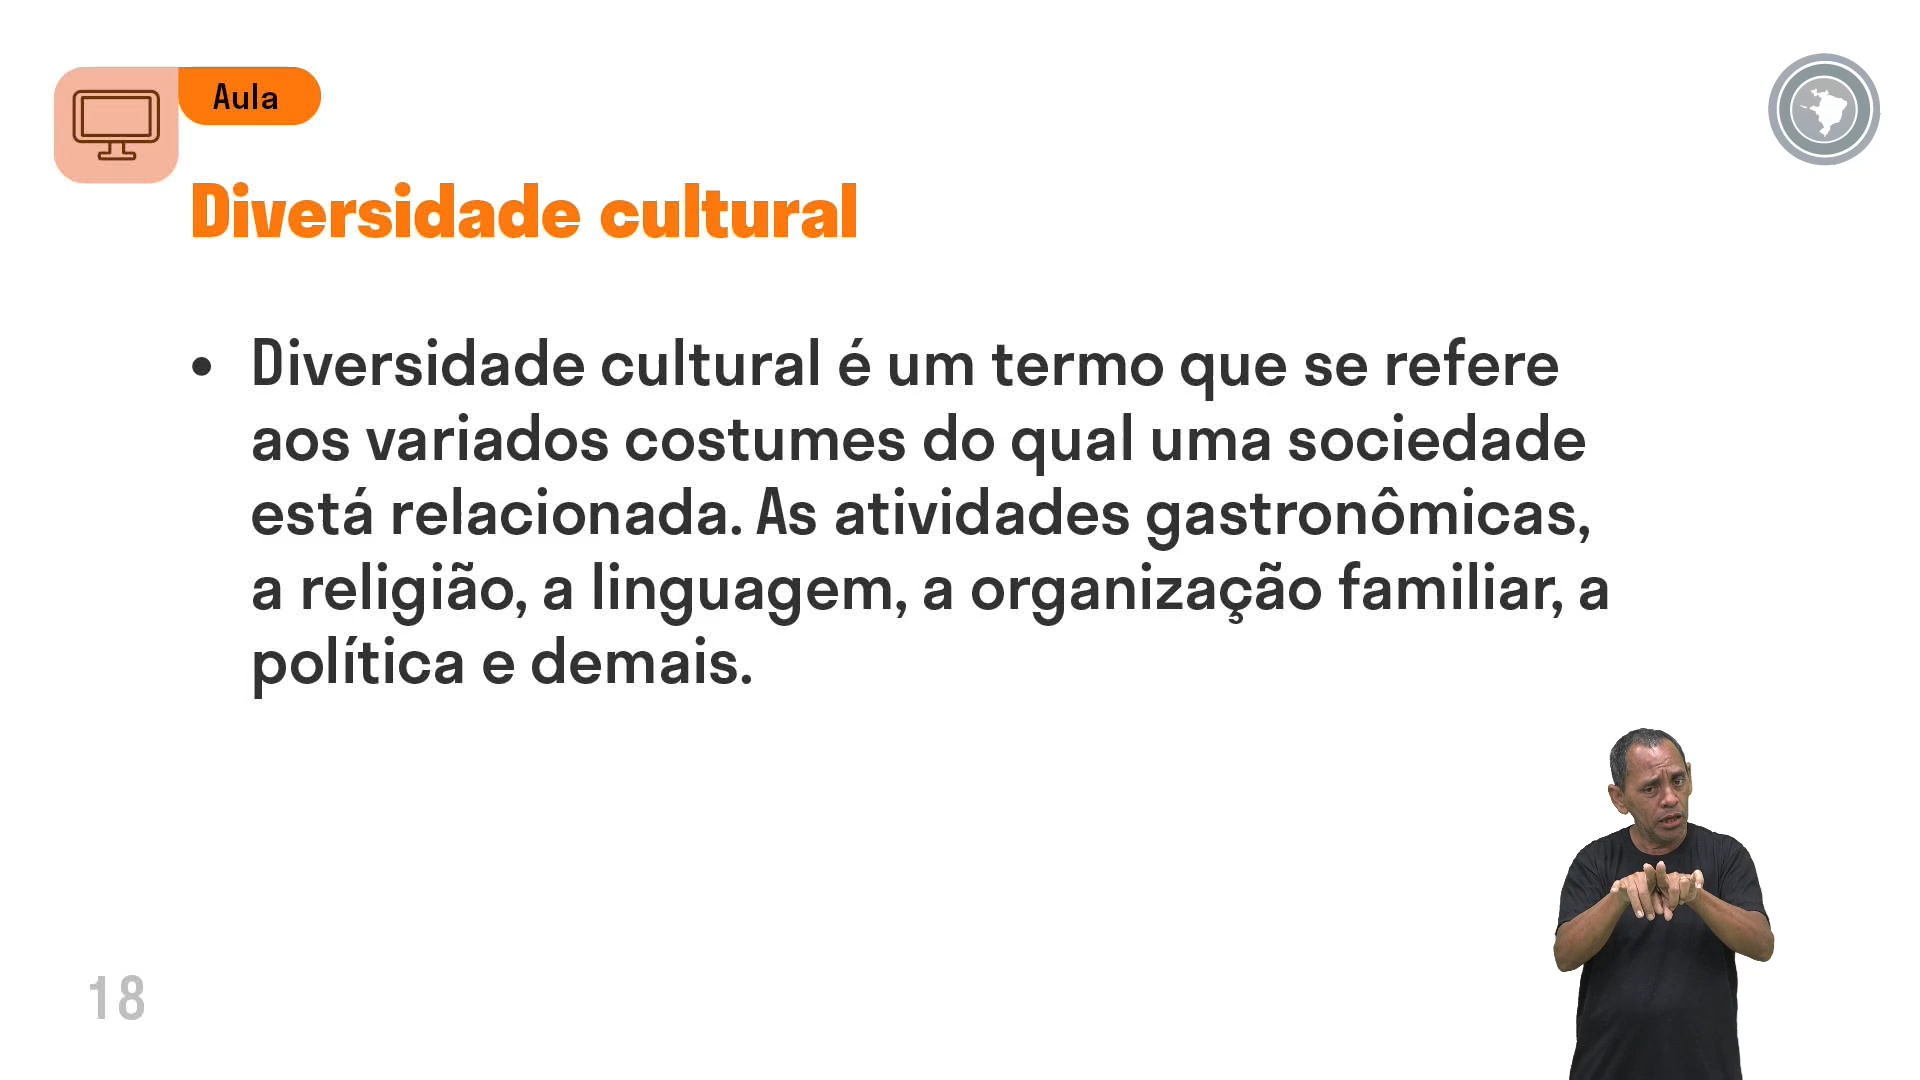 Aula
Diversidade cultural
• Diversidade cultural é um termo que se refere
aos variados costumes do qual uma sociedade
está relacionada. As atividades gastronômicas,
a religião, a linguagem, a organização familiar, a
política e demais.
18